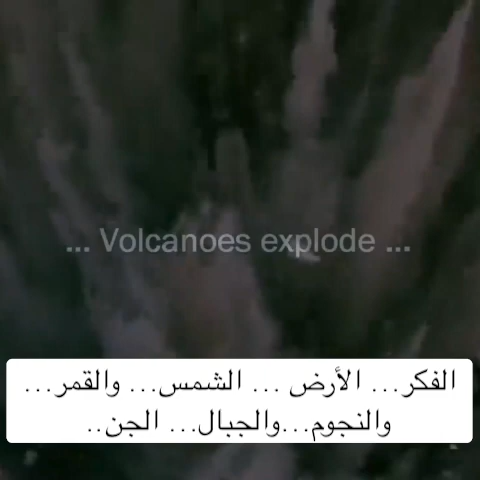 ... Volcanoes explode ...
الفكر... الأرض ... الشمس... والقمر...
والنجوم...والجبال... الجن..